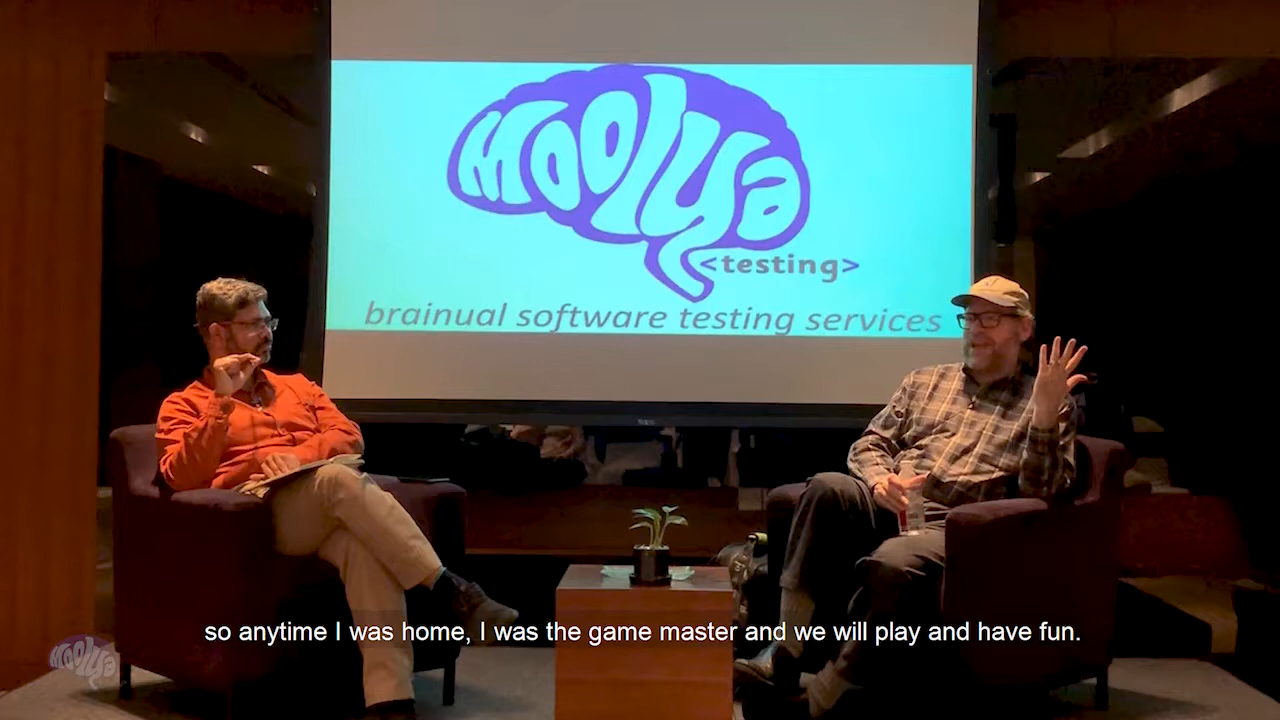 Moolya
<testing>
brainual software testing services
so anytime I was home, I was the game master and we will play and have fun.
Moolya